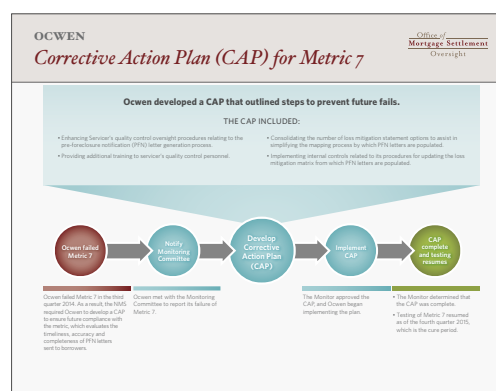 OCWEN
Corrective Action Plan (CAP) for Metric 7
Office of
Mortgage Settlement
Oversight
Ocwen developed a CAP that outlined steps to prevent future fails.
THE CAP INCLUDED:
• Enhancing Servicer's quality control oversight procedures relating to the
pre-foreclosure notification (PFN) letter generation process.
• Providing additional training to servicer's quality control personnel.
• Consolidating the number of loss mitigation statement options to assist in
simplifying the mapping process by which PFN letters are populated.
• Implementing internal controls related to its procedures for updating the loss
mitigation matrix from which PFN letters are populated.
Ocwen failed
Metric 7
Notify
Monitoring
Committee
Develop
Corrective
Action Plan
(CAP)
Implement
CAP
CAP
complete
and testing
resumes
Ocwen failed Metric 7 in the third
quarter 2014. As a result, the NMS
required Ocwen to develop a CAP
to ensure future compliance with
the metric, which evaluates the
timeliness, accuracy and
completeness of PFN letters
sent to borrowers.
Ocwen met with the Monitoring
Committee to report its failure of
Metric 7.
The Monitor approved the
CAP, and Ocwen began
implementing the plan.
• The Monitor determined that
the CAP was complete.
• Testing of Metric 7 resumed
as of the fourth quarter 2015,
which is the cure period.